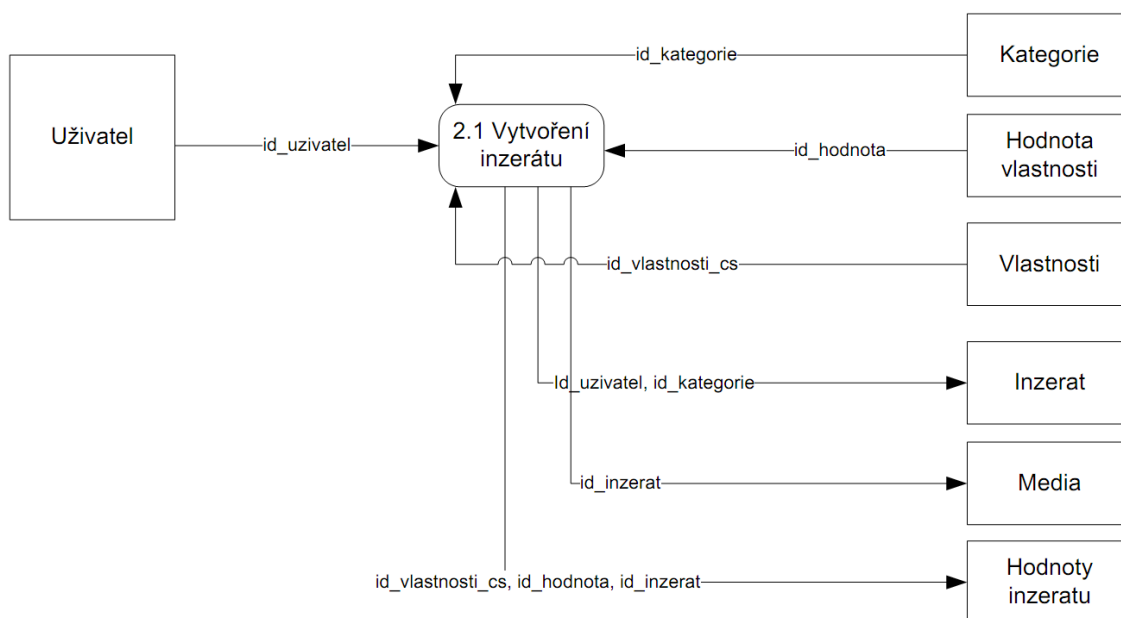 id_kategorie
Kategorie
Uživatel
id_uzivatel
2.1 Vytvoření
inzerátu
id_hodnota
Hodnota
vlastnosti
id_vlastnosti_cs
Vlastnosti
Id_uzivatel, id_kategorie
Inzerat
id_inzerat
Media
id_vlastnosti_cs, id_hodnota, id_inzerat
Hodnoty
inzeratu